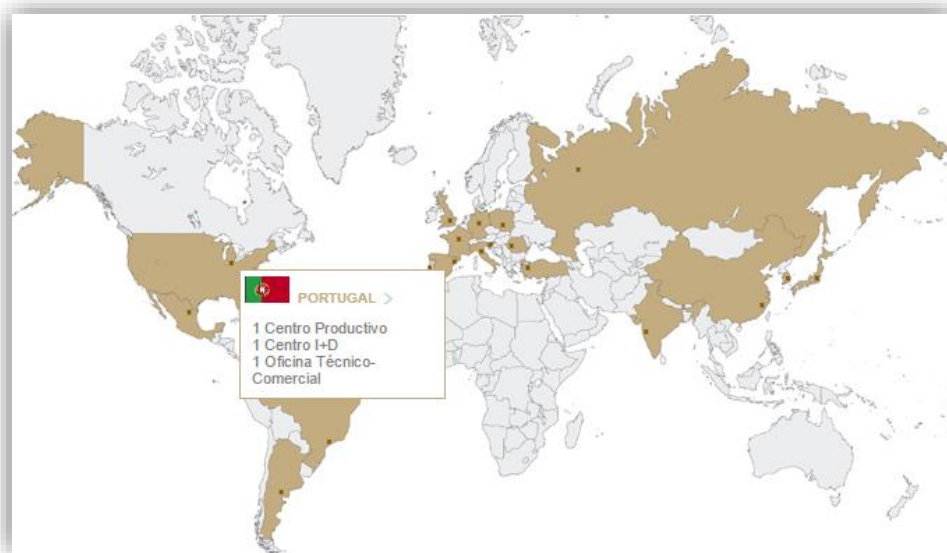 PORTUGAL
1 Centro Productivo
1 Centro I+D
1 Oficina Técnico-
Comercial